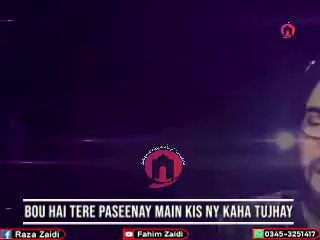 BOU HAI TERE PASEENAY MAIN KIS NY KAHA TUJHAY
Raza Zaidi
Fahim Zaidi
0345-3251417